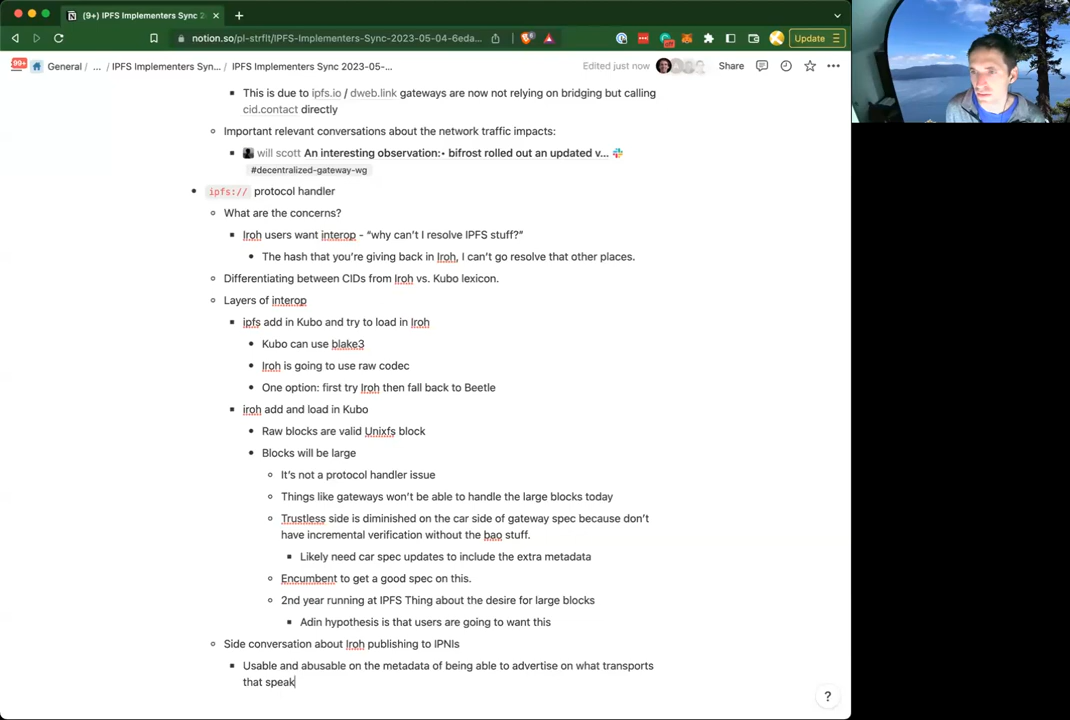 (9+) IPFS Implementers Sync 2
notion.so/pl-strflt/IPFS-Implementers-Sync-2023-05-04-6eda...
Update
99+
General / ... / IPFS Implementers Syn... / IPFS Implementers Sync 2023-05-...
Edited just now
Share
This is due to ipfs.io / dweb.link gateways are now not relying on bridging but calling
cid.contact directly
Important relevant conversations about the network traffic impacts:
will scott An interesting observation:• bifrost rolled out an updated v...
#decentralized-gateway-wg
ipfs:// protocol handler
What are the concerns?
Iroh users want interop - “why can’t I resolve IPFS stuff?”
The hash that you’re giving back in Iroh, I can’t go resolve that other places.
Differentiating between CIDs from Iroh vs. Kubo lexicon.
Layers of interop
ipfs add in Kubo and try to load in Iroh
Kubo can use blake3
Iroh is going to use raw codec
One option: first try Iroh then fall back to Beetle
iroh add and load in Kubo
Raw blocks are valid Unixfs block
Blocks will be large
It’s not a protocol handler issue
Things like gateways won’t be able to handle the large blocks today
Trustless side is diminished on the car side of gateway spec because don’t
have incremental verification without the bao stuff.
Likely need car spec updates to include the extra metadata
Encumbent to get a good spec on this.
2nd year running at IPFS Thing about the desire for large blocks
Adin hypothesis is that users are going to want this
Side conversation about Iroh publishing to IPNIs
Usable and abusable on the metadata of being able to advertise on what transports
that speak
?